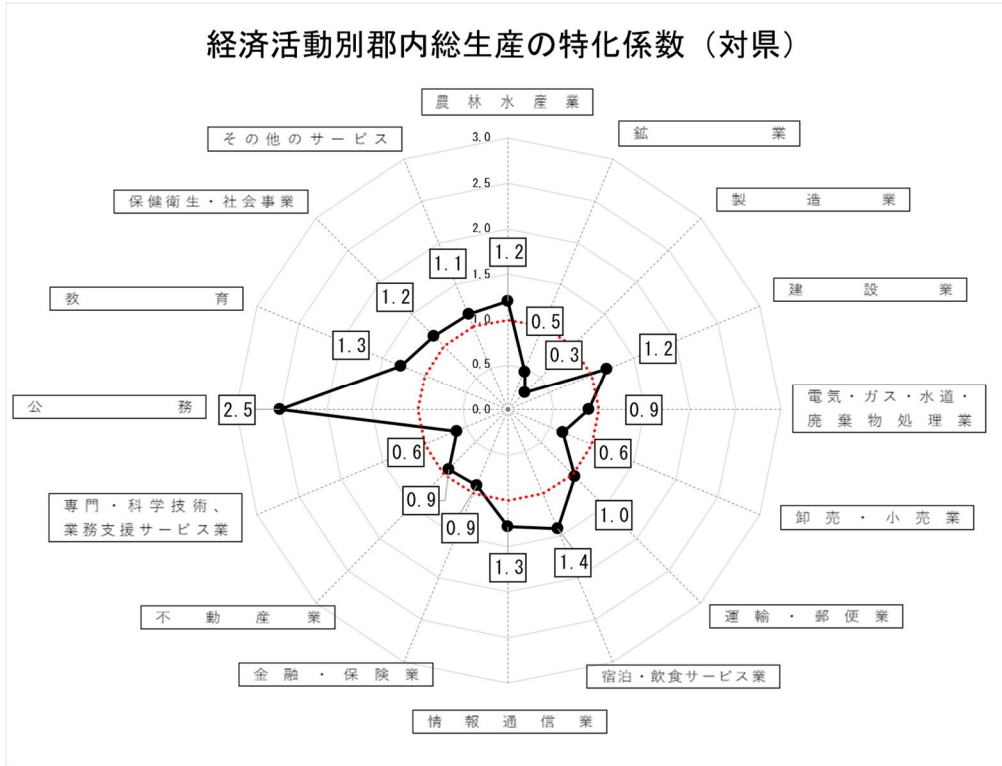 経済活動別郡内総生産の特化係数（対県）
農林水産業
鉱業
製造業
建設業
電気・ガス・水道・
廃棄物処理業
卸売・小売業
運輸・郵便業
宿泊・飲食サービス業
情報通信業
金融・保険業
不動産業
専門・科学技術、
業務支援サービス業
公務
教育
保健衛生・社会事業
その他のサービス
3.0
2.5
2.0
1.5
1.0
0.5
0.0
1.2
0.5
0.3
1.2
0.9
0.6
1.0
1.4
1.3
0.9
0.9
0.6
2.5
1.3
1.2
1.1